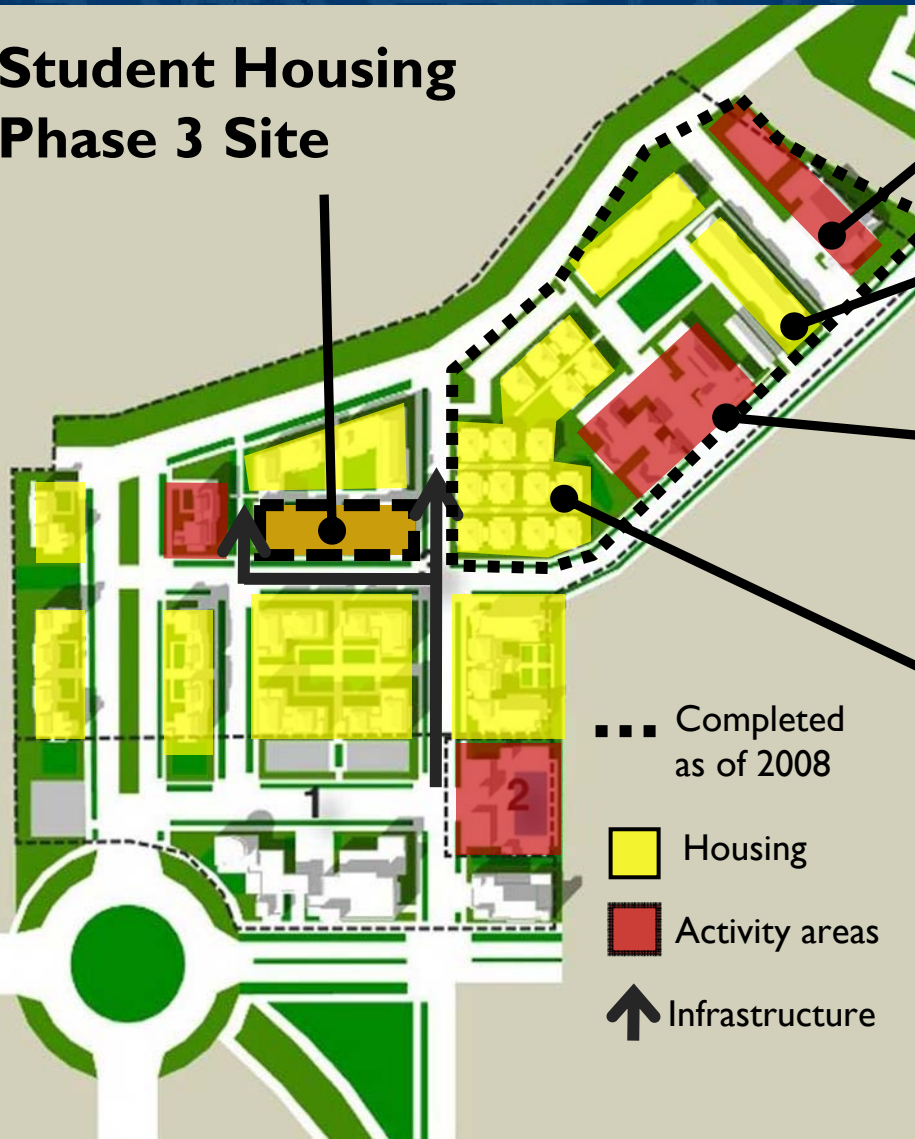 Student Housing
Phase 3 Site
1
2
Completed
as of 2008
Housing
Activity areas
Infrastructure